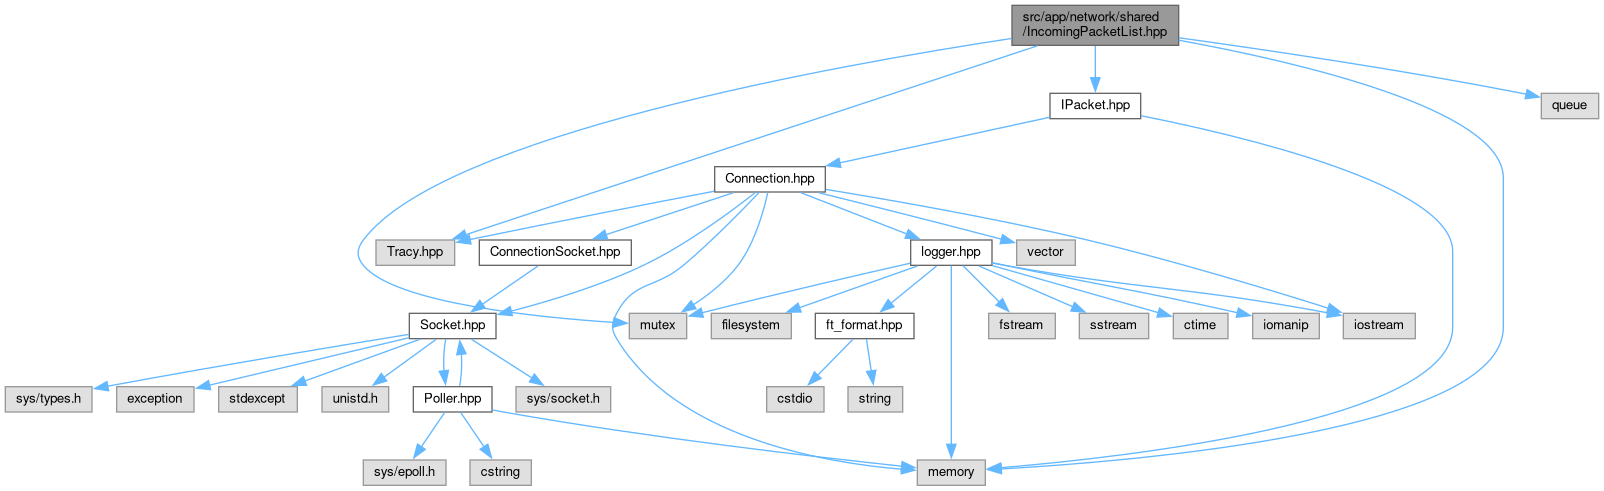 src/app/network/shared
/IncomingPacketList.hpp
IPacket.hpp
queue
Connection.hpp
Tracy.hpp
ConnectionSocket.hpp
logger.hpp
vector
Socket.hpp
mutex
filesystem
ft_format.hpp
fstream
sstream
ctime
iomanip
iostream
sys/types.h
exception
stdexcept
unistd.h
Poller.hpp
sys/socket.h
cstdio
string
sys/epoll.h
cstring
memory